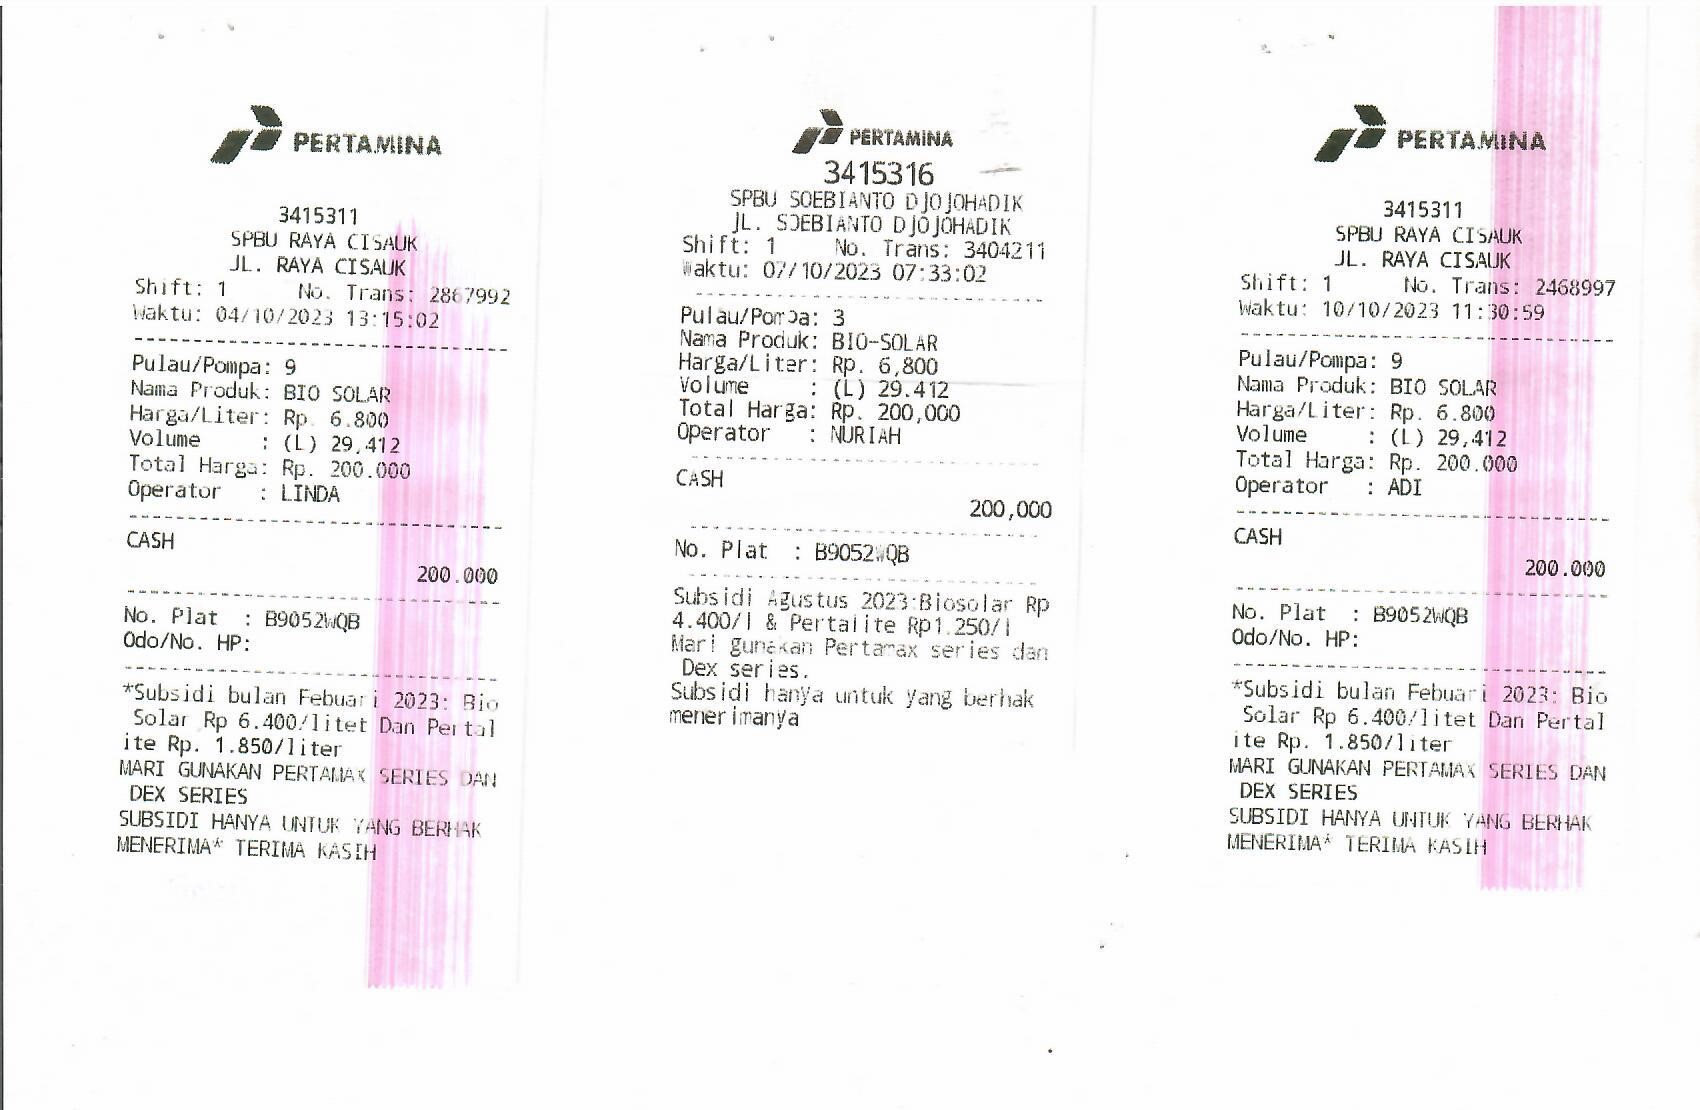 PERTAMINA
3415311
SPBU RAYA CISAUK
JL. RAYA CISAUK
Shift: 1 No. Trans: 2867992
Waktu: 04/10/2023 13:15:02
Pulau/Pompa: 9
Nama Produk: BIO SOLAR
Harga/Liter: Rp. 6.800
Volume : (L) 29,412
Total Harga: Rp. 200.000
Operator : LINDA
CASH
200.000
No. Plat : B9052WQB
Odo/No. HP:
*Subsidi bulan Febuari 2023: Bio
Solar Rp 6.400/litet Dan Pertal
ite Rp. 1.850/liter
MARI GUNAKAN PERTAMAX SERIES DAN
DEX SERIES
SUBSIDI HANYA UNTUK YANG BERHAK
MENERIMA* TERIMA KASIH
PERTAMINA
3415316
SPBU SOEBIANTO DJOJOHADIK
JL. SOEBIANTO DJOJOHADIK
Shift: 1 No. Trans: 3404211
Waktu: 07/10/2023 07:33:02
Pulau/Pompa: 3
Nama Produk: BIO-SOLAR
Harga/Liter: Rp. 6,800
Volume : (L) 29.412
Total Harga: Rp. 200,000
Operator : NURIAH
CASH
200,000
No. Plat : B9052WQB
Subsidi Agustus 2023:Biosolar Rp
4.400/l & Pertalite Rp1.250/l
Mari gunakan Pertamax series dan
Dex series.
Subsidi hanya untuk yang berhak
menerimanya
PERTAMINA
3415311
SPBU RAYA CISAUK
JL. RAYA CISAUK
Shift: 1 No. Trans: 2468997
Waktu: 10/10/2023 11:30:59
Pulau/Pompa: 9
Nama Produk: BIO SOLAR
Harga/Liter: Rp. 6.800
Volume : (L) 29,412
Total Harga: Rp. 200.000
Operator : ADI
CASH
200.000
No. Plat : B9052WQB
Odo/No. HP:
*Subsidi bulan Febuari 2023: Bio
Solar Rp 6.400/litet Dan Pertal
ite Rp. 1.850/liter
MARI GUNAKAN PERTAMAX SERIES DAN
DEX SERIES
SUBSIDI HANYA UNTUK YANG BERHAK
MENERIMA* TERIMA KASIH